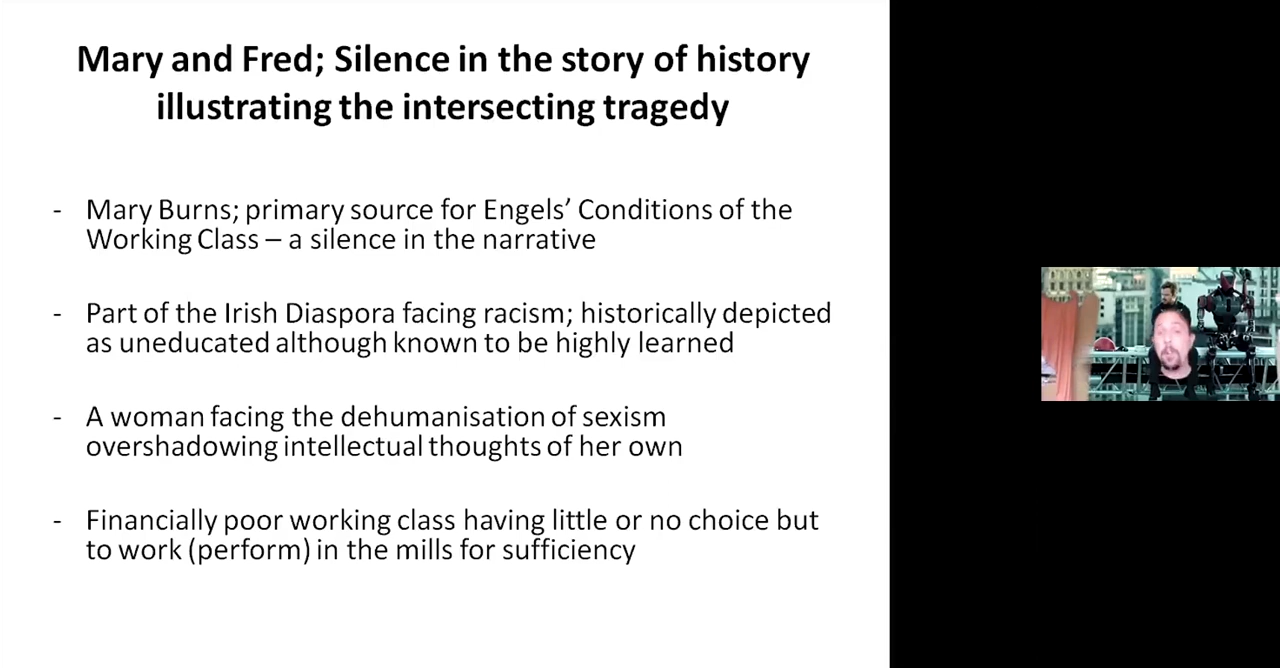 Mary and Fred; Silence in the story of history
illustrating the intersecting tragedy
- Mary Burns; primary source for Engels’ Conditions of the
Working Class – a silence in the narrative
- Part of the Irish Diaspora facing racism; historically depicted
as uneducated although known to be highly learned
- A woman facing the dehumanisation of sexism
overshadowing intellectual thoughts of her own
- Financially poor working class having little or no choice but
to work (perform) in the mills for sufficiency